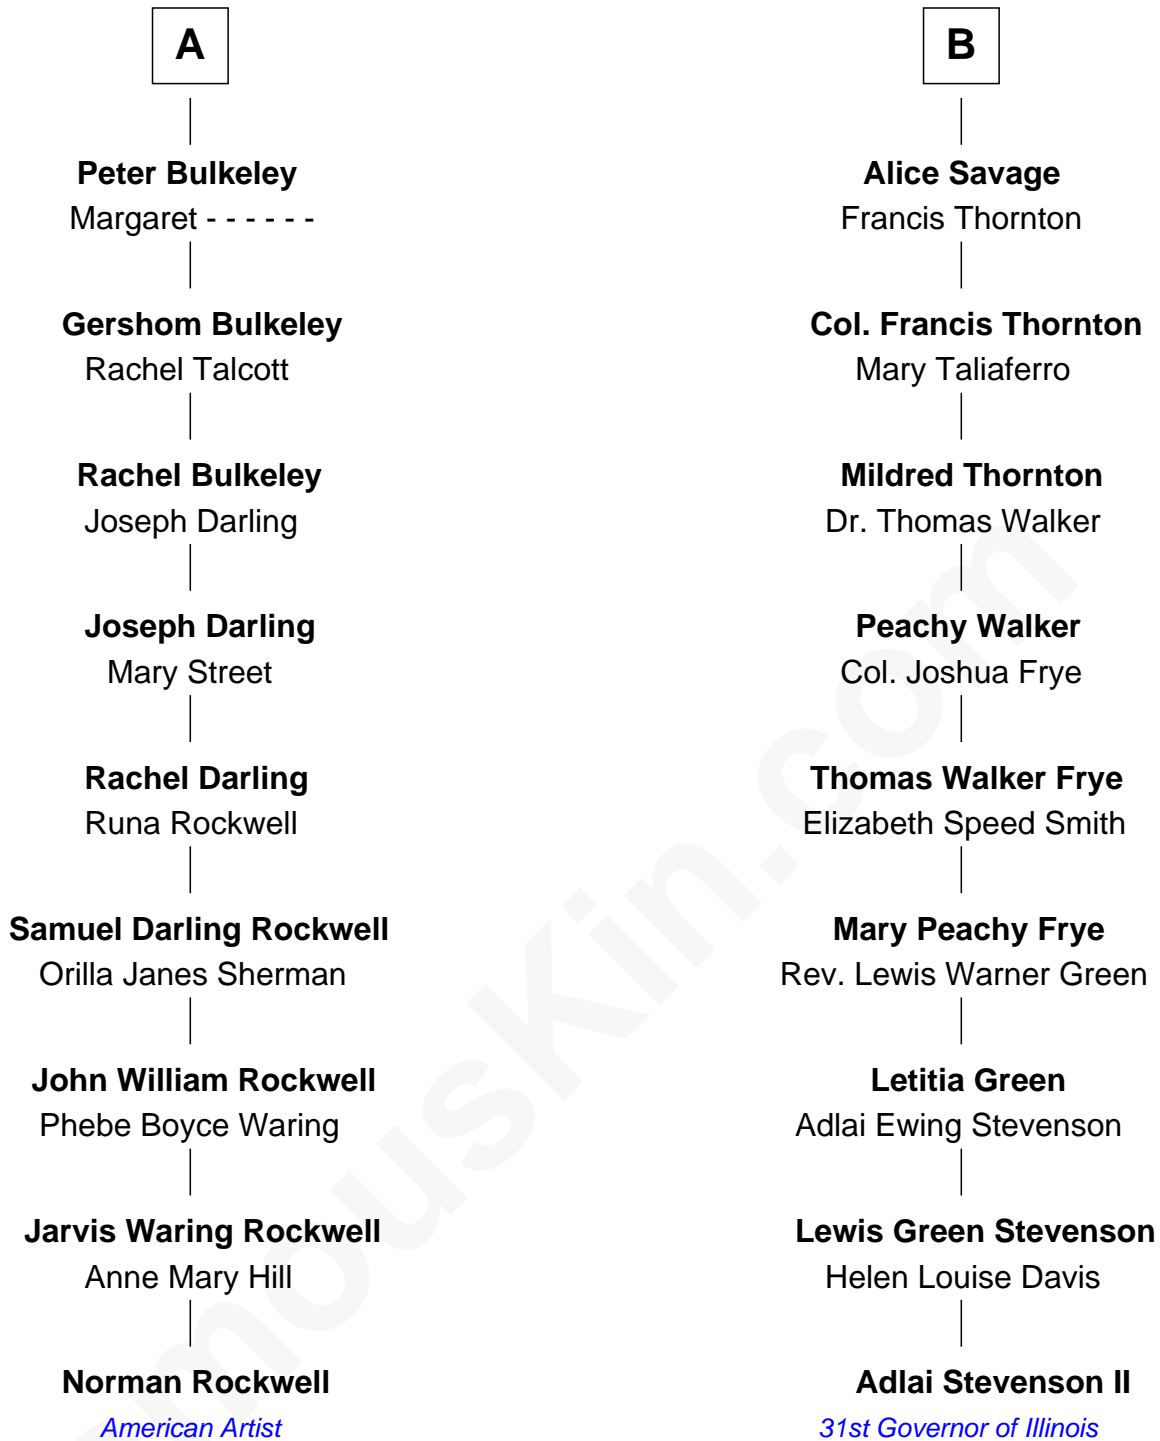 A
Peter Bulkeley
Margaret - - - - - -
Gershom Bulkeley
Rachel Talcott
Rachel Bulkeley
Joseph Darling
Joseph Darling
Mary Street
Rachel Darling
Runa Rockwell
Samuel Darling Rockwell
Orilla Janes Sherman
John William Rockwell
Phebe Boyce Waring
Jarvis Waring Rockwell
Anne Mary Hill
Norman Rockwell
American Artist
B
Alice Savage
Francis Thornton
Col. Francis Thornton
Mary Taliaferro
Mildred Thornton
Dr. Thomas Walker
Peachy Walker
Col. Joshua Frye
Thomas Walker Frye
Elizabeth Speed Smith
Mary Peachy Frye
Rev. Lewis Warner Green
Letitia Green
Adlai Ewing Stevenson
Lewis Green Stevenson
Helen Louise Davis
Adlai Stevenson II
31st Governor of Illinois
mouskin.com